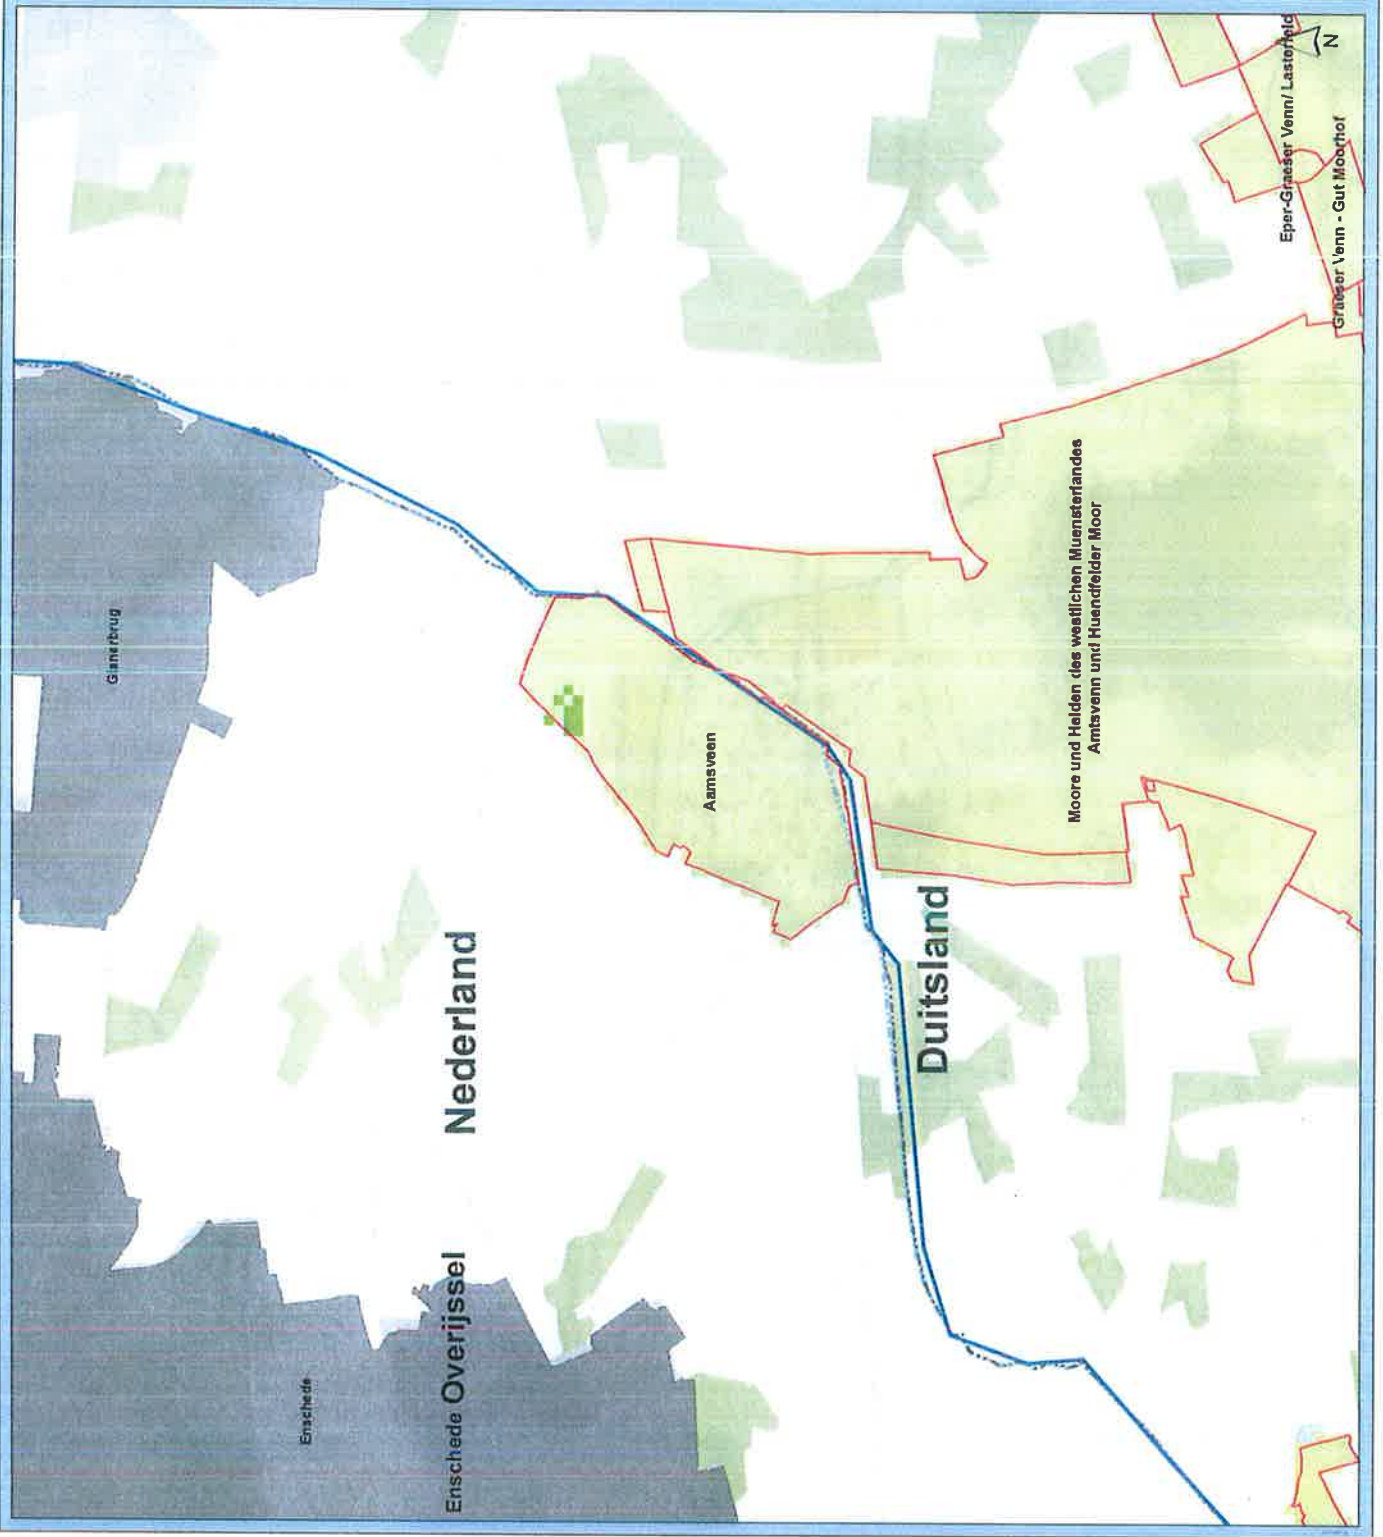 Glanerbrug
Enschede
Enschede Overijssel
Nederland
Aamsveen
Duitsland
Moore und Heiden des westlichen Muensterlandes
Amtsvenn und Huendfelder Moor
Eper-Graeser Venn/ Lasterfeld
Graeser Venn - Gut Moorhof
N